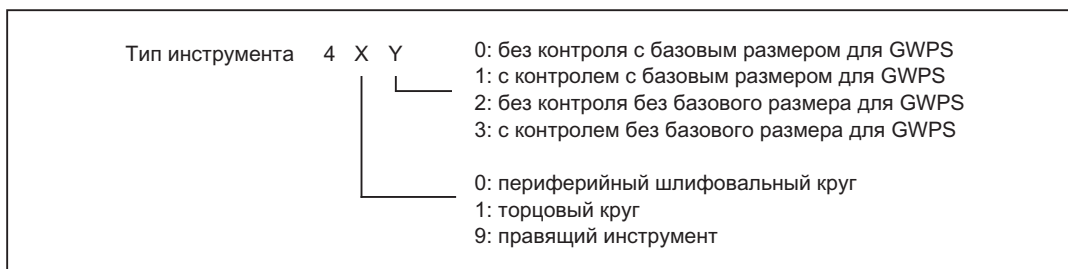 Тип инструмента 4 X Y
0: без контроля с базовым размером для GWPS
1: с контролем с базовым размером для GWPS
2: без контроля без базового размера для GWPS
3: с контролем без базового размера для GWPS
0: периферийный шлифовальный круг
1: торцовый круг
9: правящий инструмент